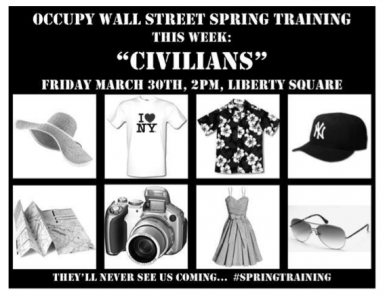 OCCUPY WALL STREET SPRING TRAINING
THIS WEEK:
“CIVILIANS”
FRIDAY MARCH 30TH, 2PM, LIBERTY SQUARE
I NY
NY
THEY'LL NEVER SEE US COMING... #SPRINGTRAINING